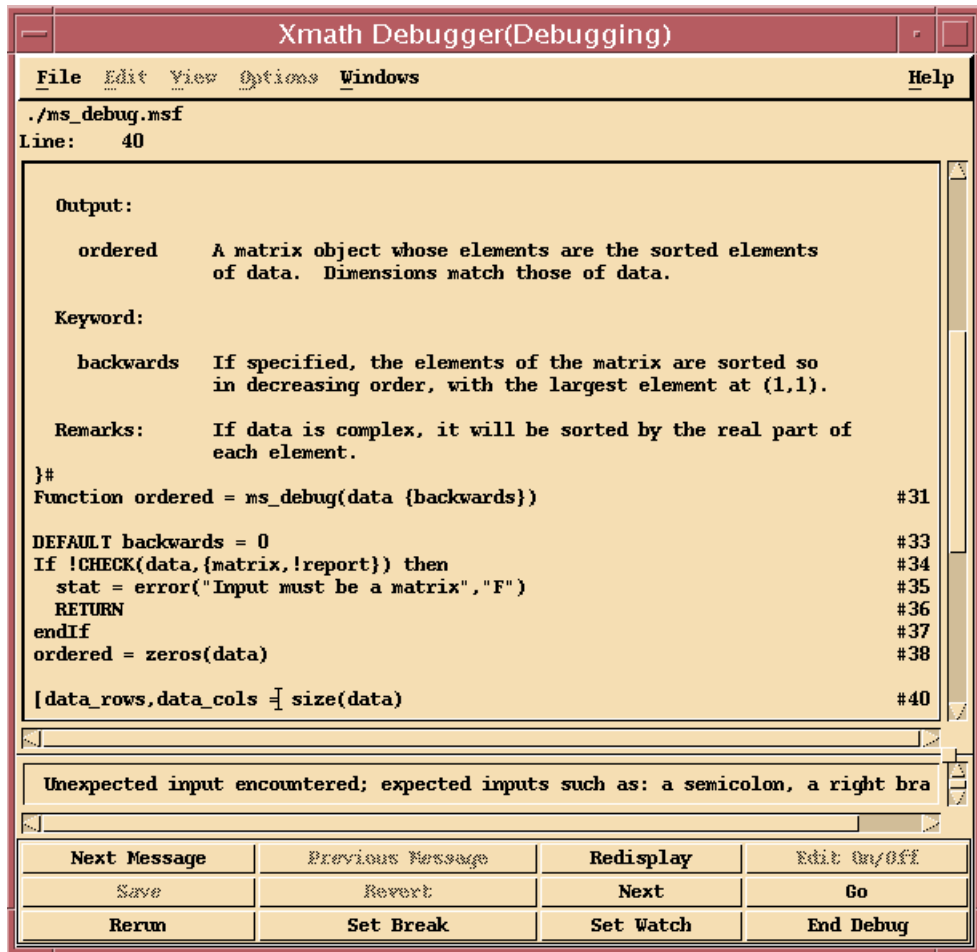 Xmath Debugger(Debugging)
File Edit View Options Windows Help
./ms_debug.msf
Line: 40
Output:
ordered A matrix object whose elements are the sorted elements
of data. Dimensions match those of data.
Keyword:
backwards If specified, the elements of the matrix are sorted so
in decreasing order, with the largest element at (1,1).
Remarks: If data is complex, it will be sorted by the real part of
each element.
}#
Function ordered = ms_debug(data {backwards}) #31
DEFAULT backwards = 0 #33
If !CHECK(data,{matrix,!report}) then #34
stat = error("Input must be a matrix","F") #35
RETURN #36
endIf #37
ordered = zeros(data) #38
[data_rows,data_cols = size(data) #40
Unexpected input encountered; expected inputs such as: a semicolon, a right bra
Next Message Previous Message Redisplay Edit On/Off
Save Revert Next Go
Rerun Set Break Set Watch End Debug